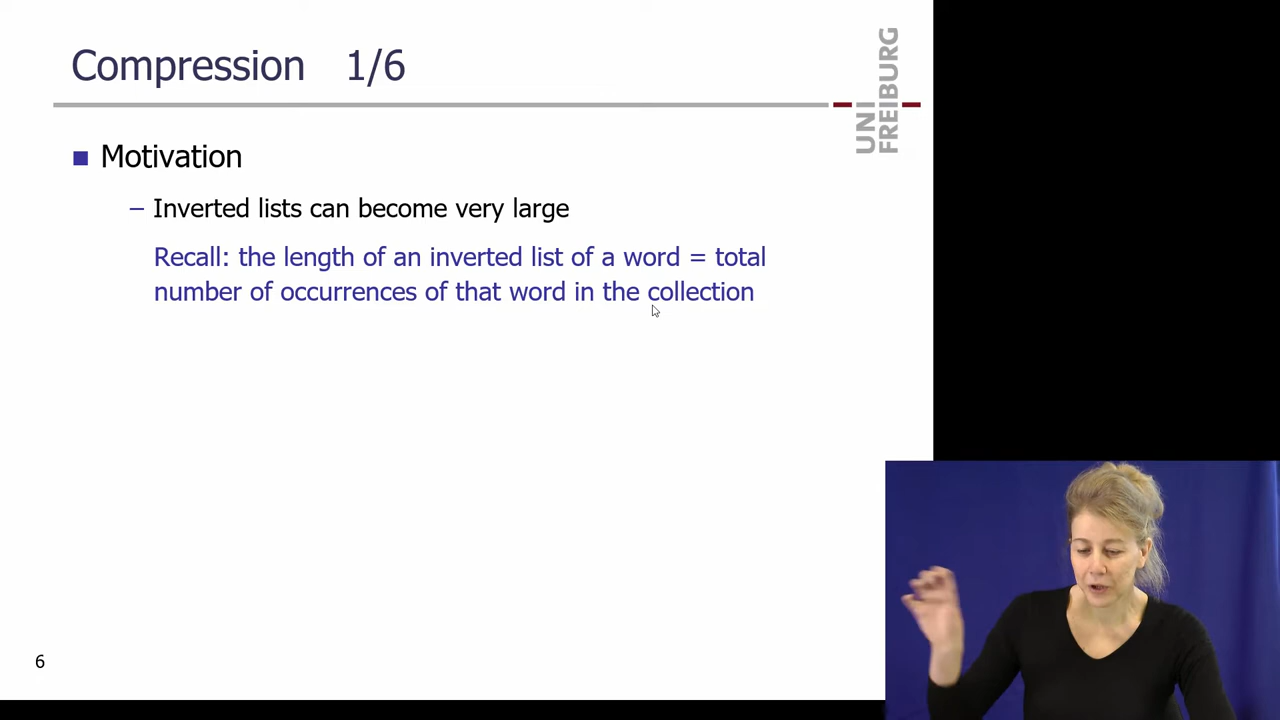 Compression 1/6
UNI
FREIBURG
Motivation
– Inverted lists can become very large
Recall: the length of an inverted list of a word = total
number of occurrences of that word in the collection
6